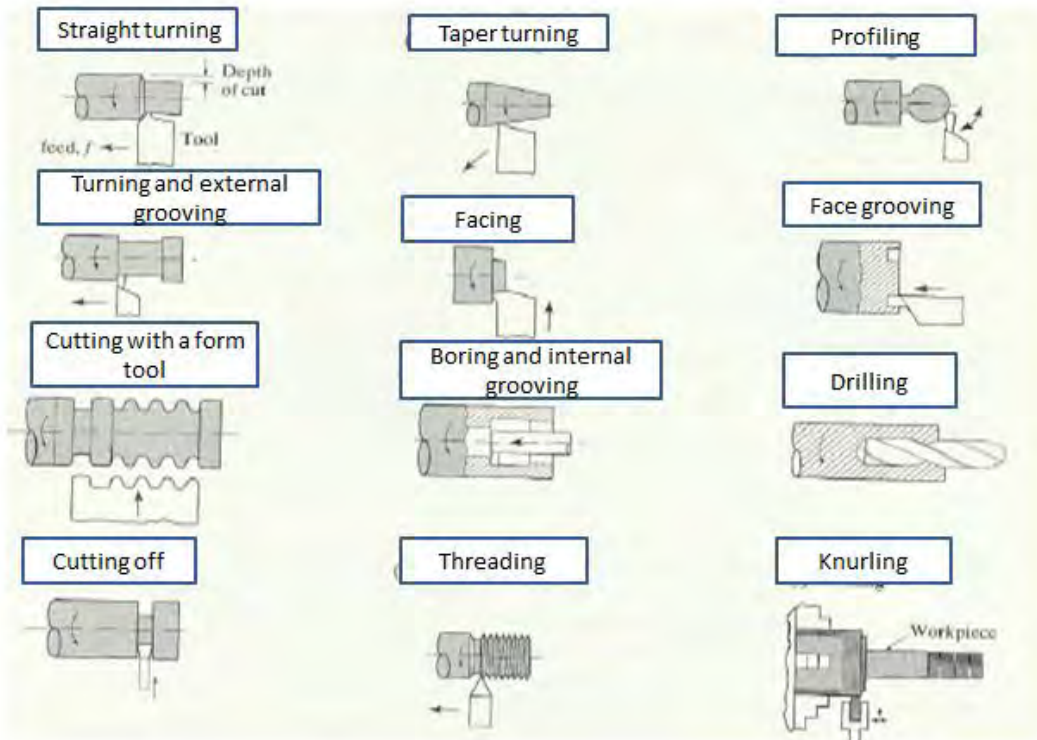 Straight turning
Taper turning
Profiling
Depth
of cut
Tool
feed, f
Turning and external
grooving
Facing
Face grooving
Cutting with a form
tool
Boring and internal
grooving
Drilling
Cutting off
Threading
Knurling
Workpiece